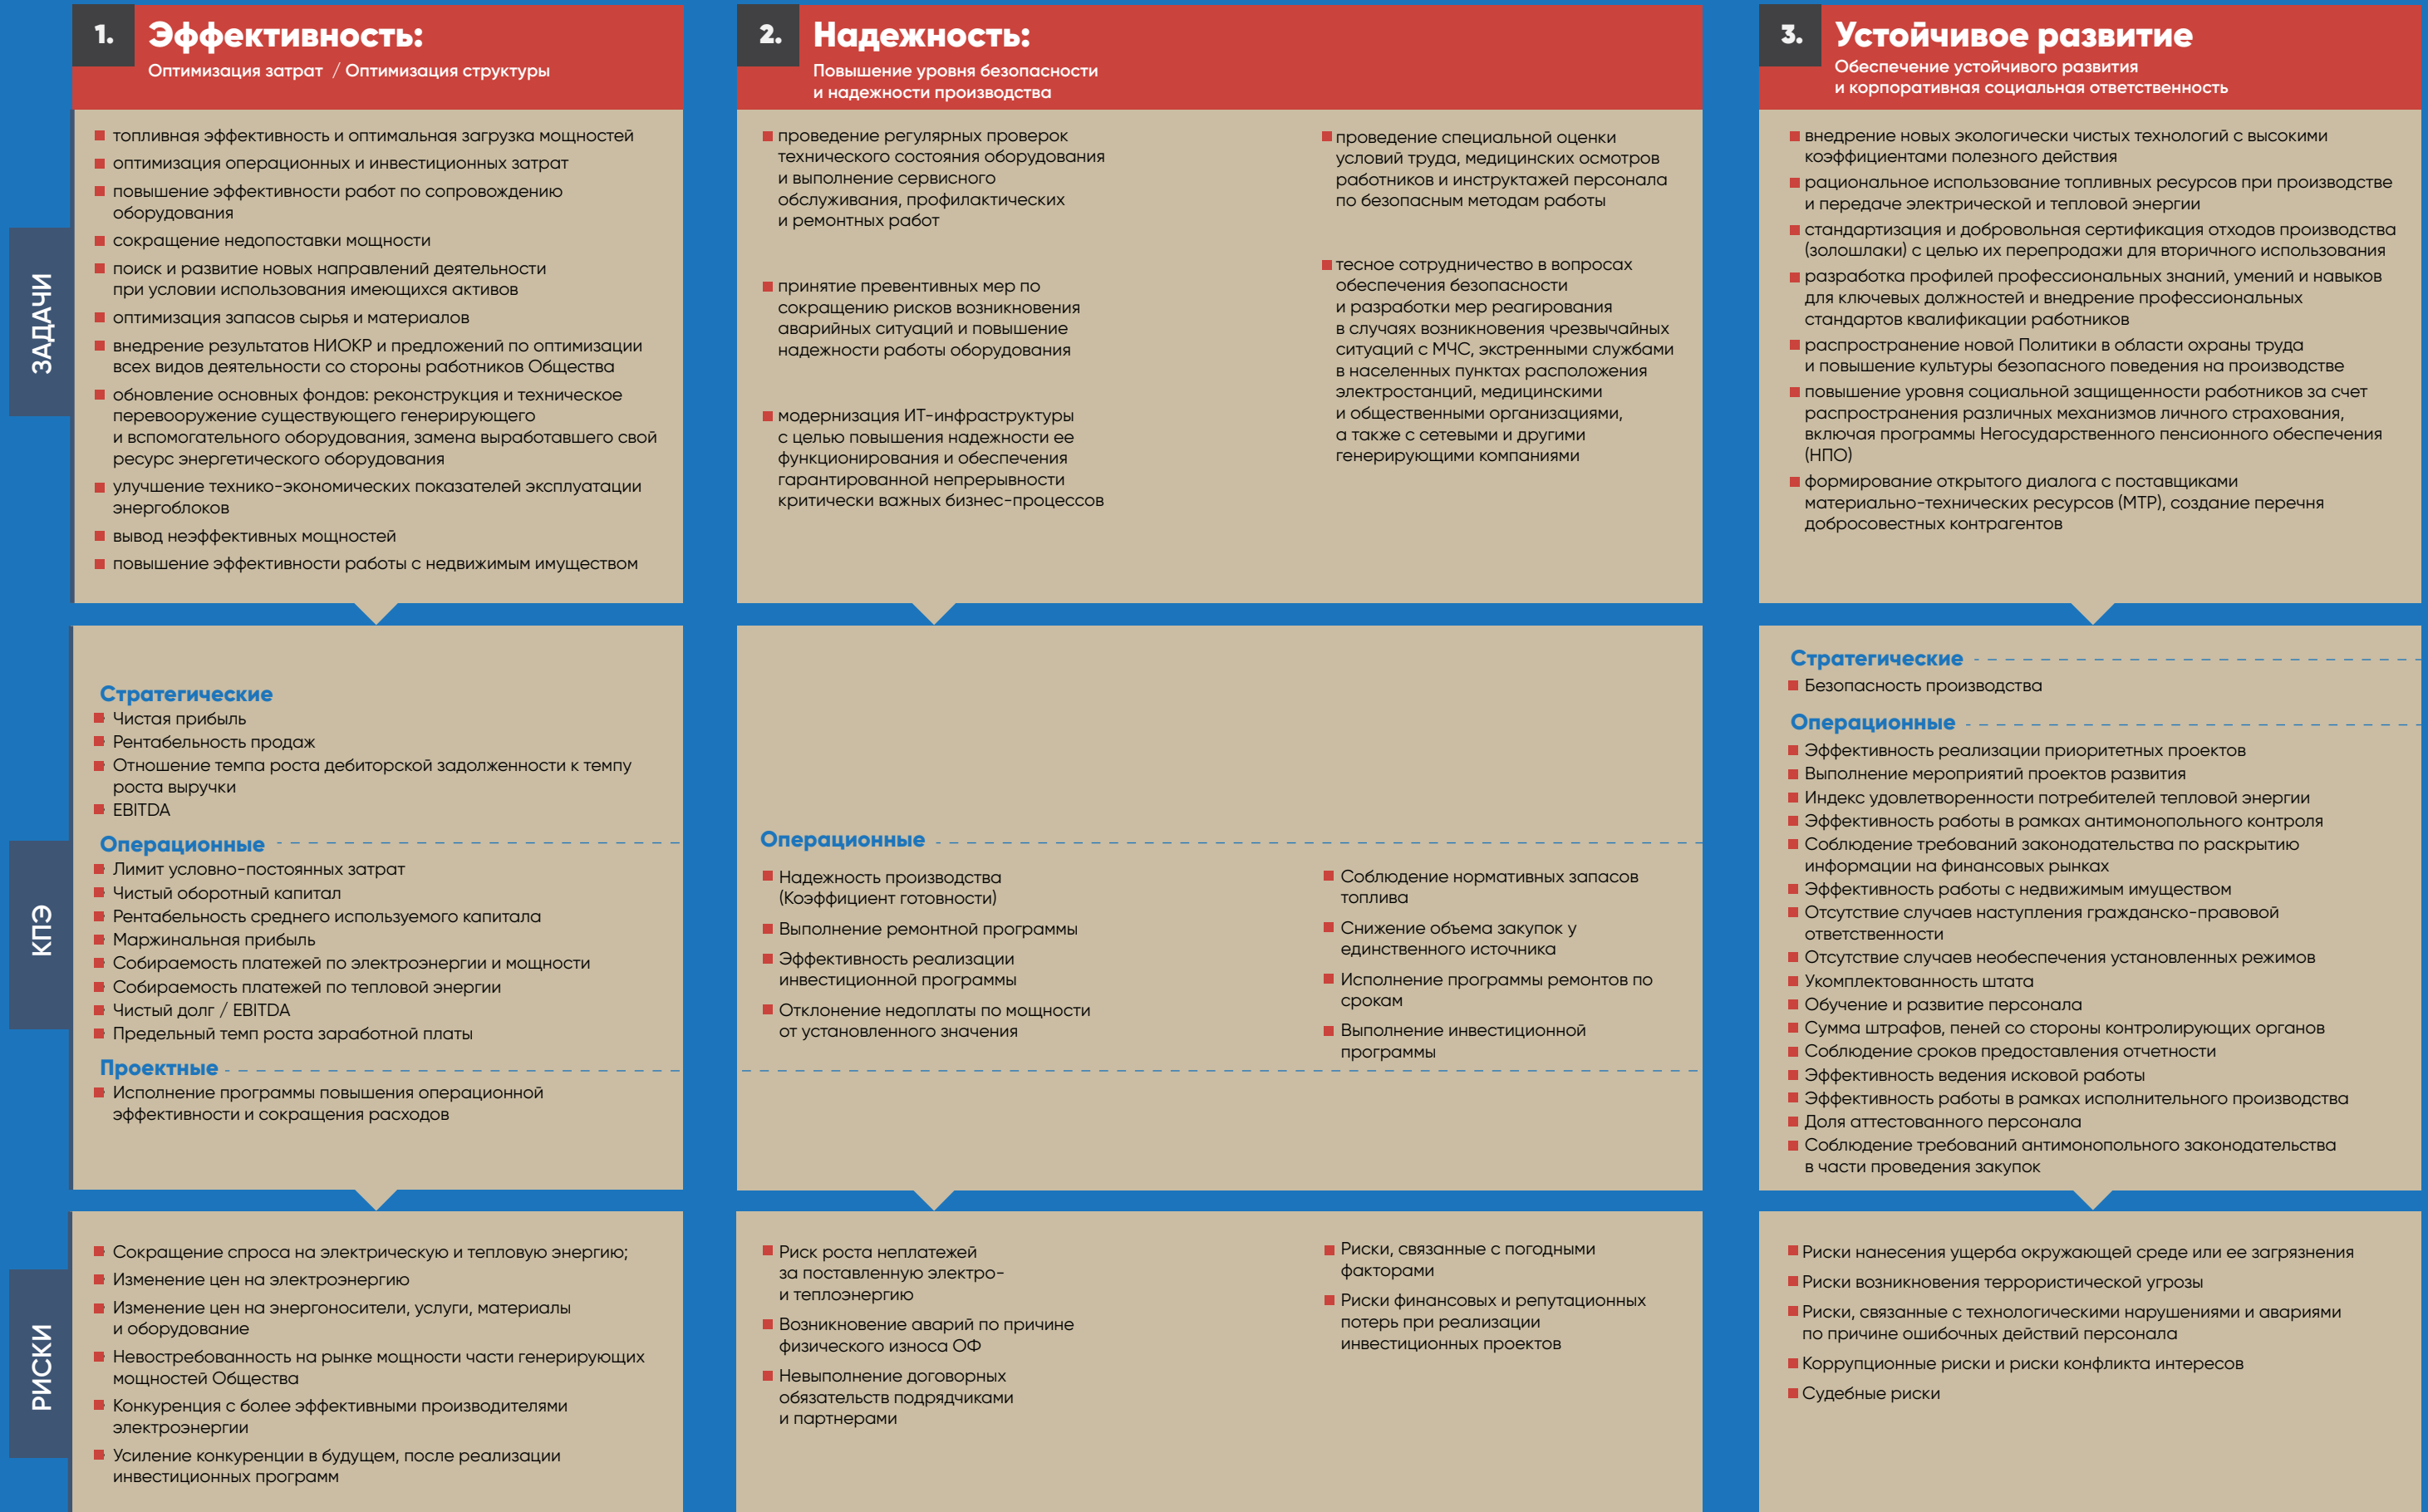 1.
Эффективность:
Оптимизация затрат / Оптимизация структуры
2.
Надежность:
Повышение уровня безопасности
и надежности производства
3.
Устойчивое развитие
Обеспечение устойчивого развития
и корпоративная социальная ответственность
ЗАДАЧИ
топливная эффективность и оптимальная загрузка мощностей
оптимизация операционных и инвестиционных затрат
повышение эффективности работ по сопровождению
оборудования
сокращение недопоставки мощности
поиск и развитие новых направлений деятельности
при условии использования имеющихся активов
оптимизация запасов сырья и материалов
внедрение результатов НИОКР и предложений по оптимизации
всех видов деятельности со стороны работников Общества
обновление основных фондов: реконструкция и техническое
перевооружение существующего генерирующего
и вспомогательного оборудования, замена выработавшего свой
ресурс энергетического оборудования
улучшение технико-экономических показателей эксплуатации
энергоблоков
вывод неэффективных мощностей
повышение эффективности работы с недвижимым имуществом
проведение регулярных проверок
технического состояния оборудования
и выполнение сервисного
обслуживания, профилактических
и ремонтных работ
принятие превентивных мер по
сокращению рисков возникновения
аварийных ситуаций и повышение
надежности работы оборудования
модернизация ИТ-инфраструктуры
с целью повышения надежности ее
функционирования и обеспечения
гарантированной непрерывности
критически важных бизнес-процессов
проведение специальной оценки
условий труда, медицинских осмотров
работников и инструктажей персонала
по безопасным методам работы
тесное сотрудничество в вопросах
обеспечения безопасности
и разработки мер реагирования
в случаях возникновения чрезвычайных
ситуаций с МЧС, экстренными службами
в населенных пунктах расположения
электростанций, медицинскими
и общественными организациями,
а также с сетевыми и другими
генерирующими компаниями
внедрение новых экологически чистых технологий с высокими
коэффициентами полезного действия
рациональное использование топливных ресурсов при производстве
и передаче электрической и тепловой энергии
стандартизация и добровольная сертификация отходов производства
(золошлаки) с целью их перепродажи для вторичного использования
разработка профилей профессиональных знаний, умений и навыков
для ключевых должностей и внедрение профессиональных
стандартов квалификации работников
распространение новой Политики в области охраны труда
и повышение культуры безопасного поведения на производстве
повышение уровня социальной защищенности работников за счет
распространения различных механизмов личного страхования,
включая программы Негосударственного пенсионного обеспечения
(НПО)
формирование открытого диалога с поставщиками
материально-технических ресурсов (МТР), создание перечня
добросовестных контрагентов
КПЭ
Стратегические
Чистая прибыль
Рентабельность продаж
Отношение темпа роста дебиторской задолженности к темпу
роста выручки
EBITDA
Операционные
Лимит условно-постоянных затрат
Чистый оборотный капитал
Рентабельность среднего используемого капитала
Маржинальная прибыль
Собираемость платежей по электроэнергии и мощности
Собираемость платежей по тепловой энергии
Чистый долг / EBITDA
Предельный темп роста заработной платы
Проектные
Исполнение программы повышения операционной
эффективности и сокращения расходов
Операционные
Надежность производства
(Коэффициент готовности)
Выполнение ремонтной программы
Эффективность реализации
инвестиционной программы
Отклонение недоплаты по мощности
от установленного значения
Соблюдение нормативных запасов
топлива
Снижение объема закупок у
единственного источника
Исполнение программы ремонтов по
срокам
Выполнение инвестиционной
программы
Стратегические
Безопасность производства
Операционные
Эффективность реализации приоритетных проектов
Выполнение мероприятий проектов развития
Индекс удовлетворенности потребителей тепловой энергии
Эффективность работы в рамках антимонопольного контроля
Соблюдение требований законодательства по раскрытию
информации на финансовых рынках
Эффективность работы с недвижимым имуществом
Отсутствие случаев наступления гражданско-правовой
ответственности
Отсутствие случаев необеспечения установленных режимов
Укомплектованность штата
Обучение и развитие персонала
Сумма штрафов, пеней со стороны контролирующих органов
Соблюдение сроков предоставления отчетности
Эффективность ведения исковой работы
Эффективность работы в рамках исполнительного производства
Доля аттестованного персонала
Соблюдение требований антимонопольного законодательства
в части проведения закупок
РИСКИ
Сокращение спроса на электрическую и тепловую энергию;
Изменение цен на электроэнергию
Изменение цен на энергоносители, услуги, материалы
и оборудование
Невостребованность на рынке мощности части генерирующих
мощностей Общества
Конкуренция с более эффективными производителями
электроэнергии
Усиление конкуренции в будущем, после реализации
инвестиционных программ
Риск роста неплатежей
за поставленную электро-
и теплоэнергию
Возникновение аварий по причине
физического износа ОФ
Невыполнение договорных
обязательств подрядчиками
и партнерами
Риски, связанные с погодными
факторами
Риски финансовых и репутационных
потерь при реализации
инвестиционных проектов
Риски нанесения ущерба окружающей среде или ее загрязнения
Риски возникновения террористической угрозы
Риски, связанные с технологическими нарушениями и авариями
по причине ошибочных действий персонала
Коррупционные риски и риски конфликта интересов
Судебные риски